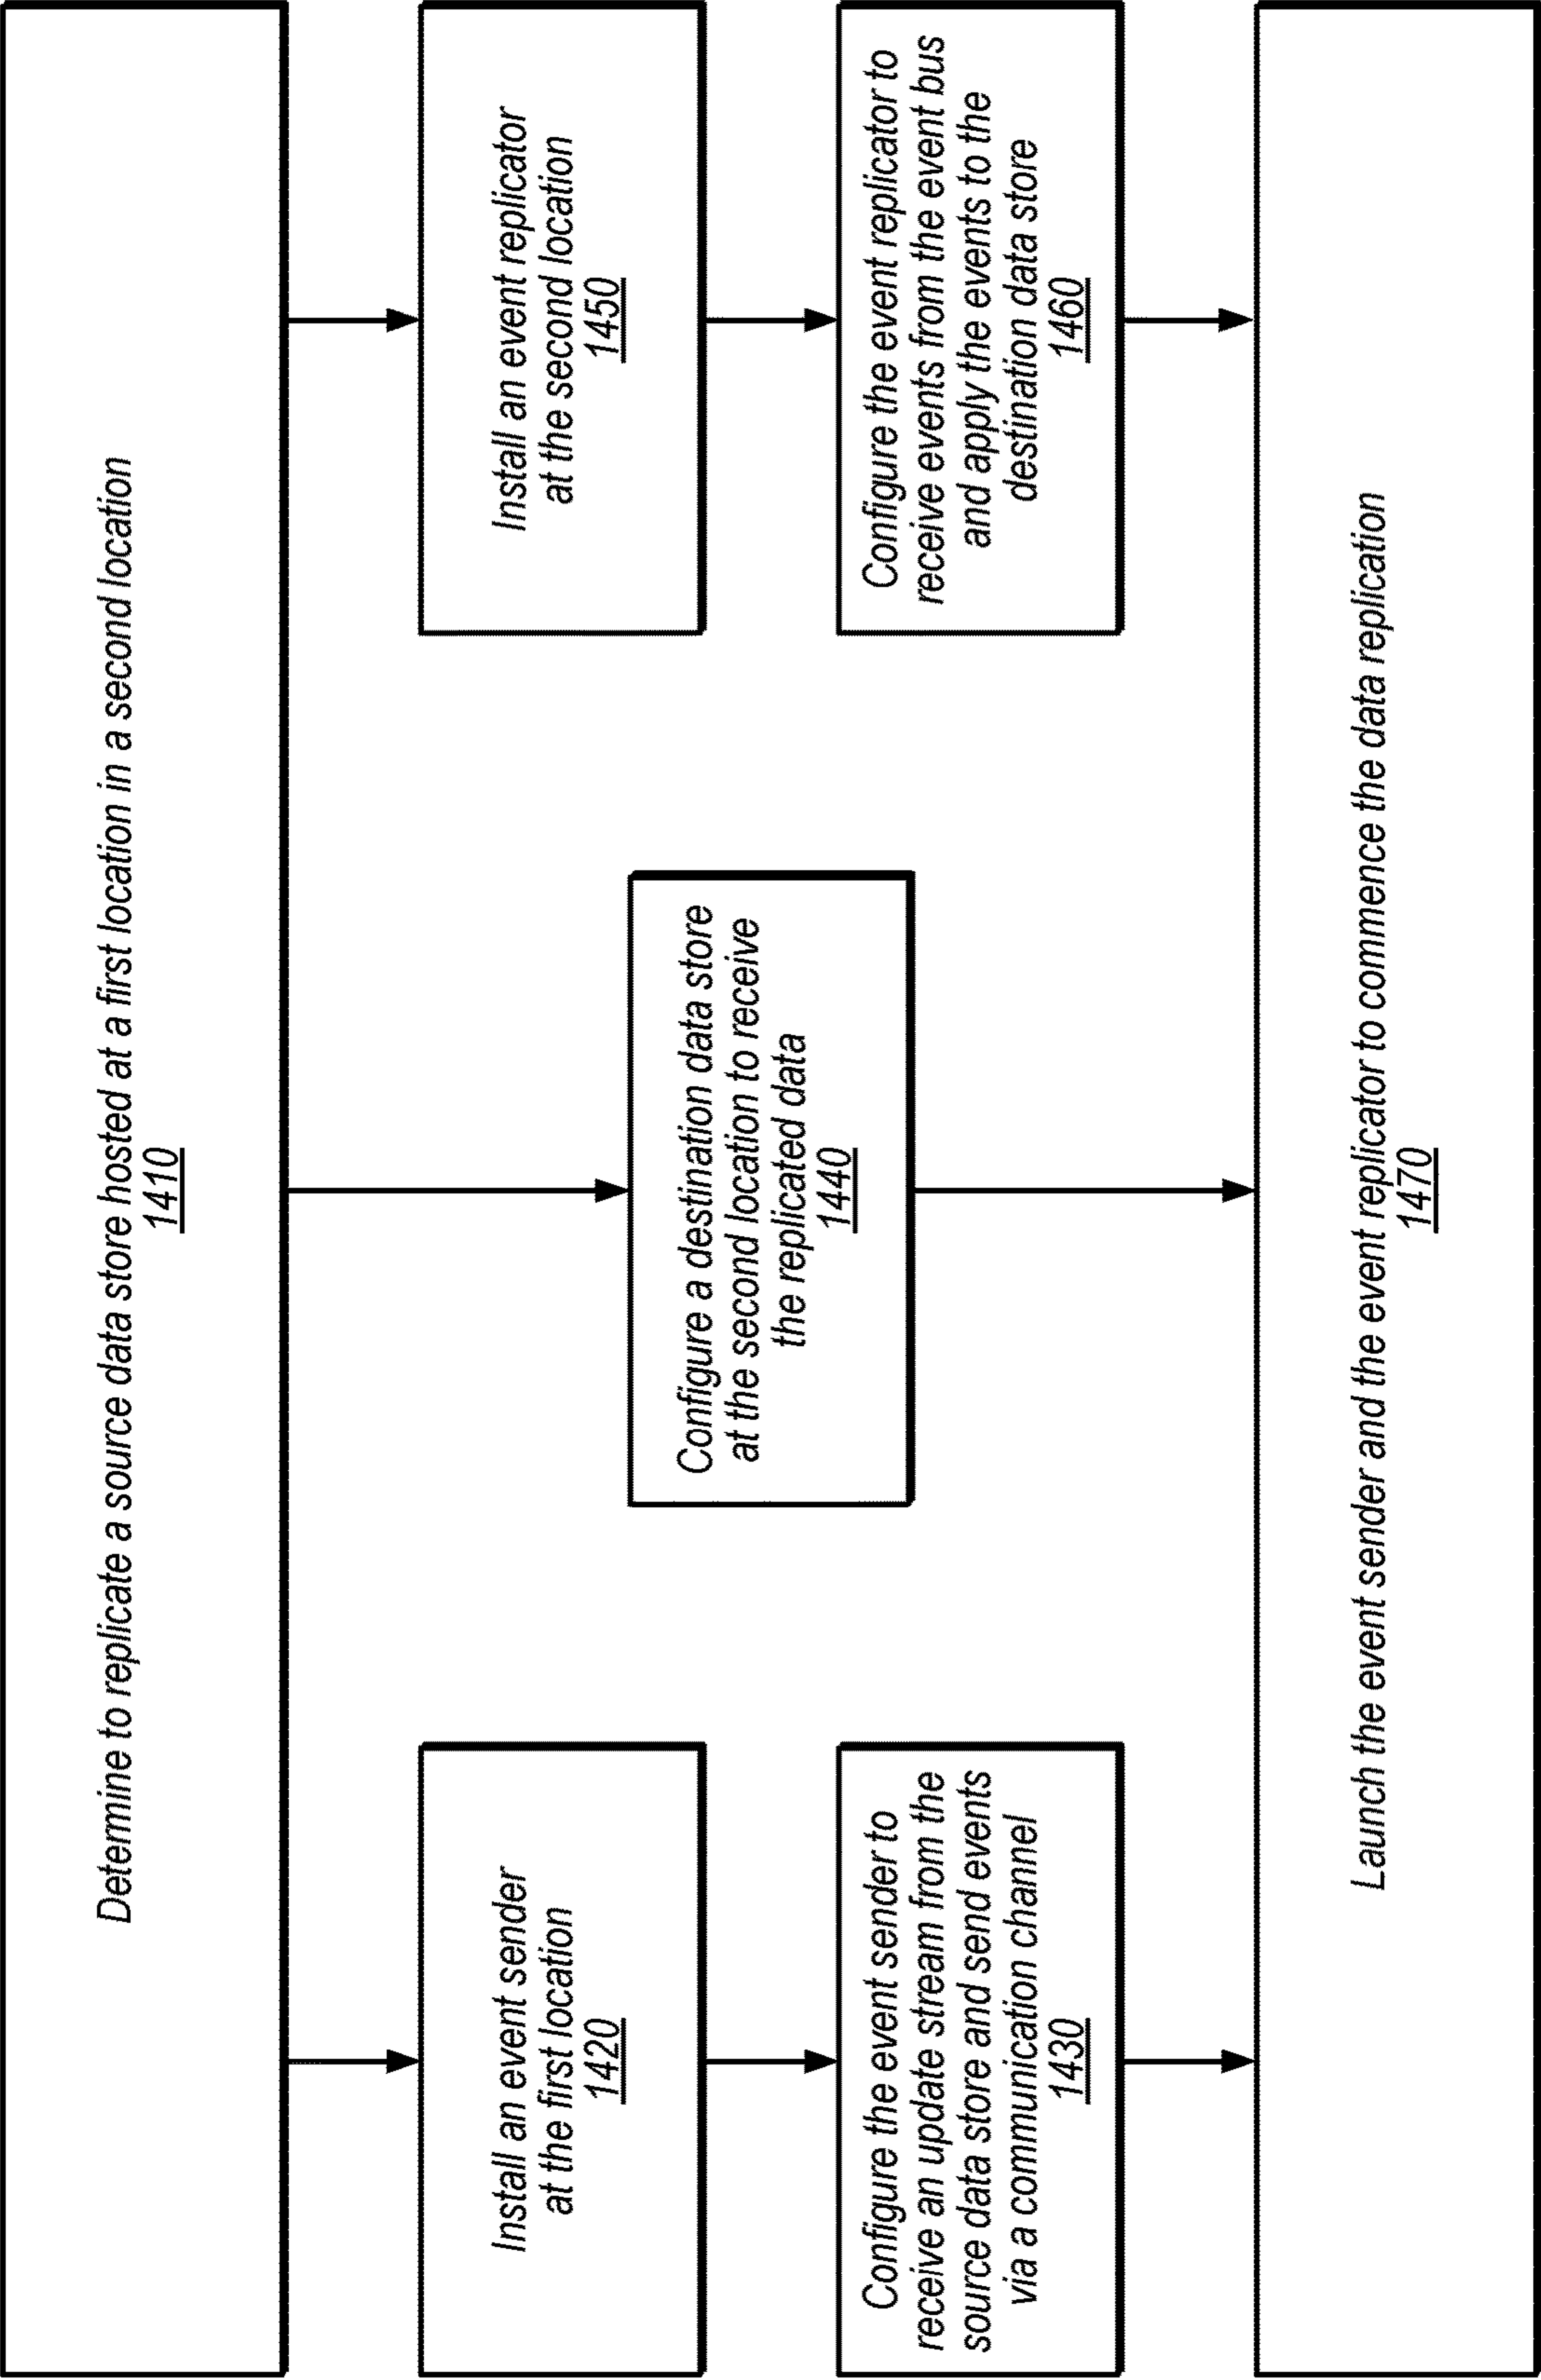 Determine to replicate a source data store hosted at a first location in a second location
1410
Install an event sender
at the first location
1420
Configure the event sender to
receive an update stream from the
source data store and send events
via a communication channel
1430
Configure a destination data store
at the second location to receive
the replicated data
1440
Install an event replicator
at the second location
1450
Configure the event replicator to
receive events from the event bus
and apply the events to the
destination data store
1460
Launch the event sender and the event replicator to commence the data replication
1470